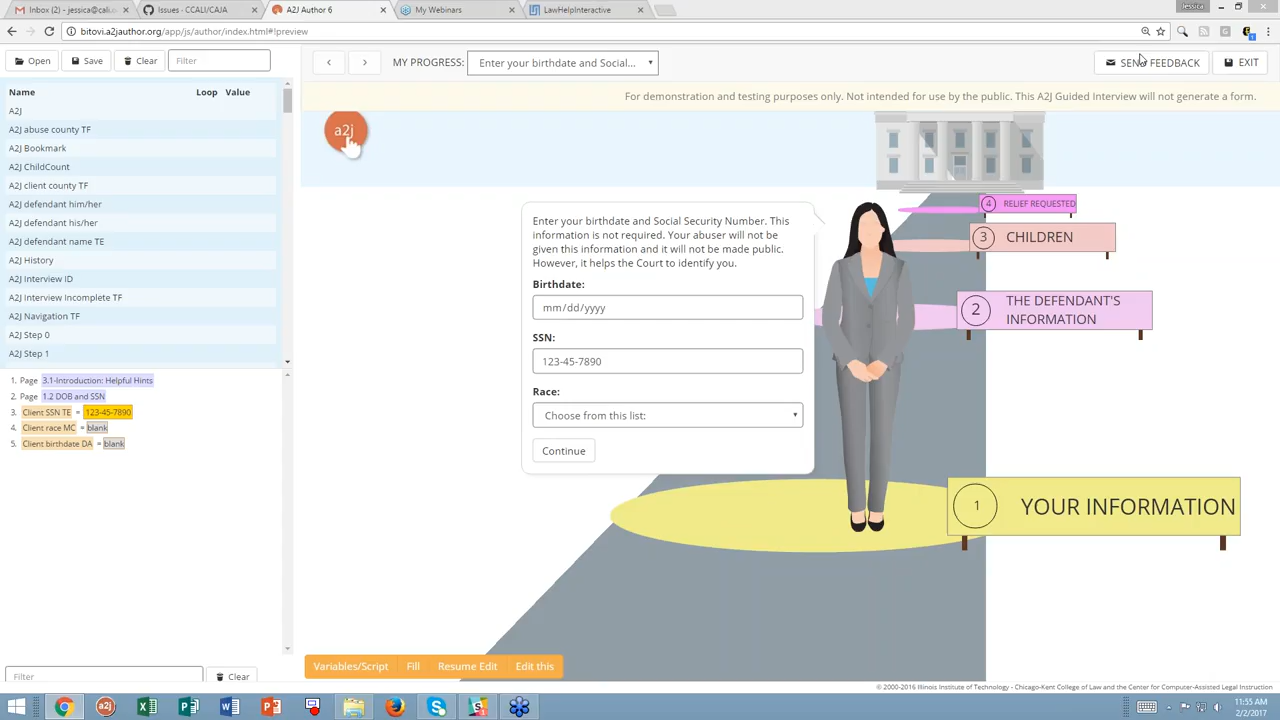 Inbox (2) - jessica@cali.o
Issues · CCALI/CAJA
A2J Author 6
My Webinars
LawHelpInteractive
Jessica
bitovi.a2jauthor.org/app/js/author/index.html#!preview
Open
Save
Clear
Filter
MY PROGRESS:
Enter your birthdate and Social...
FEEDBACK
EXIT
For demonstration and testing purposes only. Not intended for use by the public. This A2J Guided Interview will not generate a form.
Name Loop Value
A2J
A2J abuse county TF
A2J Bookmark
A2J ChildCount
A2J client county TF
A2J defendant him/her
A2J defendant his/her
A2J defendant name TE
A2J History
A2J Interview ID
A2J Interview Incomplete TF
A2J Navigation TF
A2J Step 0
A2J Step 1
1. Page 3.1-Introduction: Helpful Hints
2. Page 1.2 DOB and SSN
3. Client SSN TE = 123-45-7890
4. Client race MC = blank
5. Client birthdate DA = blank
Filter
Clear
a2j
Enter your birthdate and Social Security Number. This
information is not required. Your abuser will not be
given this information and it will not be made public.
However, it helps the Court to identify you.
Birthdate:
mm/dd/yyyy
SSN:
123-45-7890
Race:
Choose from this list:
Continue
4 RELIEF REQUESTED
3 CHILDREN
2 THE DEFENDANT'S
INFORMATION
1 YOUR INFORMATION
Variables/Script
Fill
Resume Edit
Edit this
© 2000-2016 Illinois Institute of Technology - Chicago-Kent College of Law and the Center for Computer-Assisted Legal Instruction
11:55 AM
2/2/2017